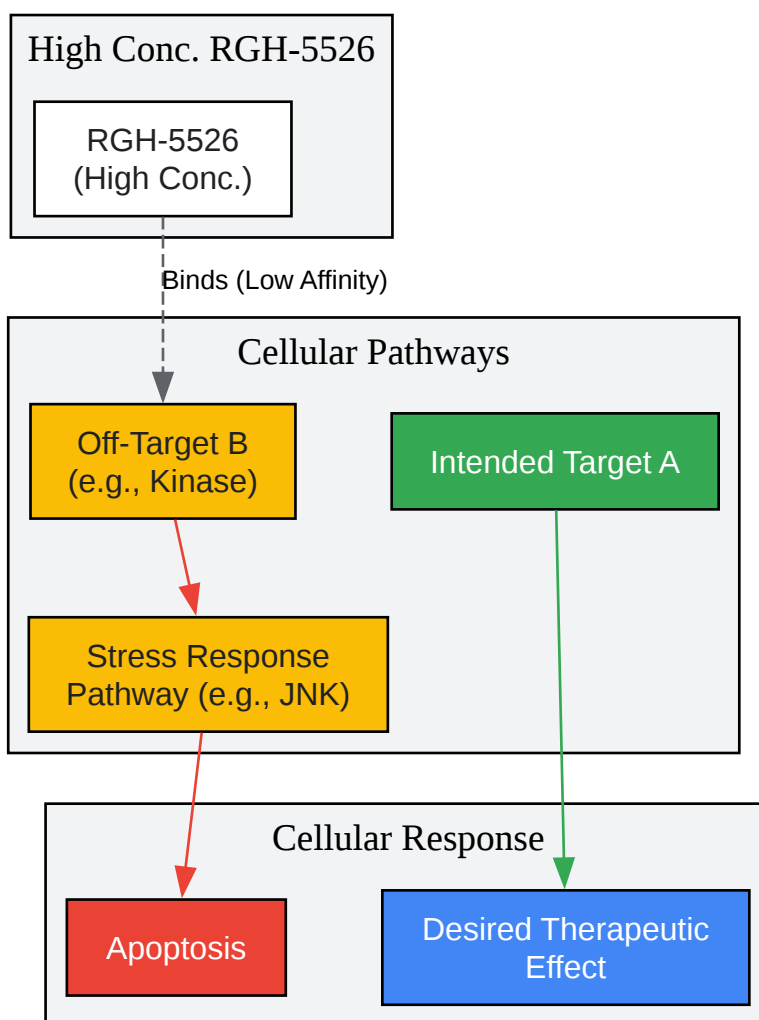 High Conc. RGH-5526
RGH-5526
(High Conc.)
Binds (Low Affinity)
Cellular Pathways
Off-Target B
(e.g., Kinase)
Intended Target A
Stress Response
Pathway (e.g., JNK)
Cellular Response
Apoptosis
Desired Therapeutic
Effect